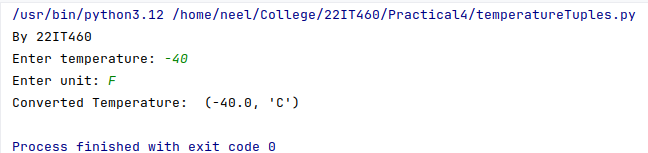 /usr/bin/python3.12 /home/neel/College/22IT460/Practical4/temperatureTuples.py
By 22IT460
Enter temperature: -40
Enter unit: F
Converted Temperature:  (-40.0, 'C')
Process finished with exit code 0